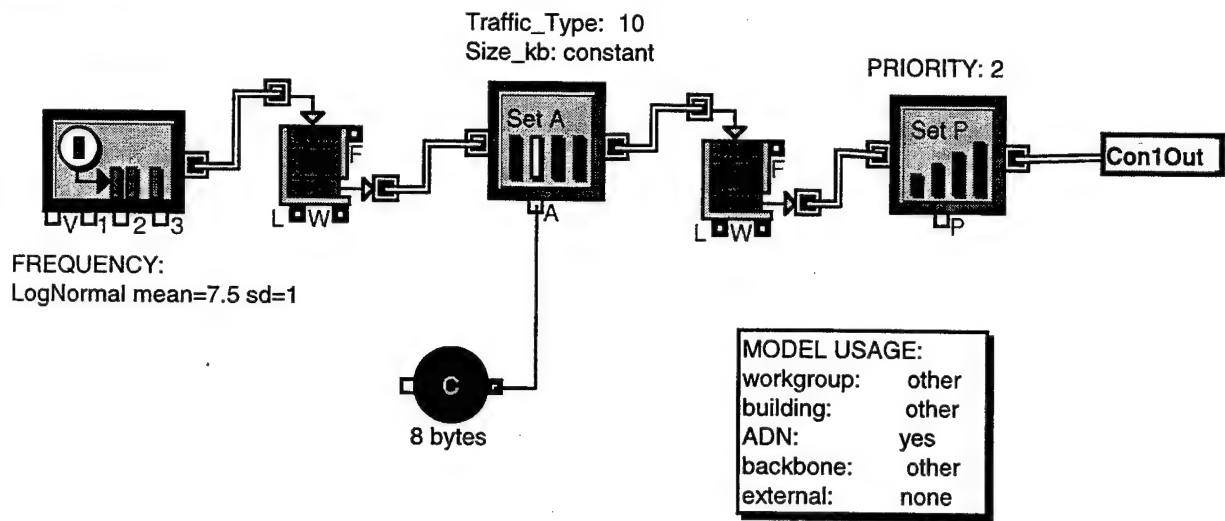 Traffic_Type: 10
Size_kb: constant
PRIORITY: 2
Set A
Set P
F
F
Con1Out
V 1 2 3
L W
A
L W
P
FREQUENCY:
LogNormal mean=7.5 sd=1
C
8 bytes
MODEL USAGE:
workgroup: other
building: other
ADN: yes
backbone: other
external: none